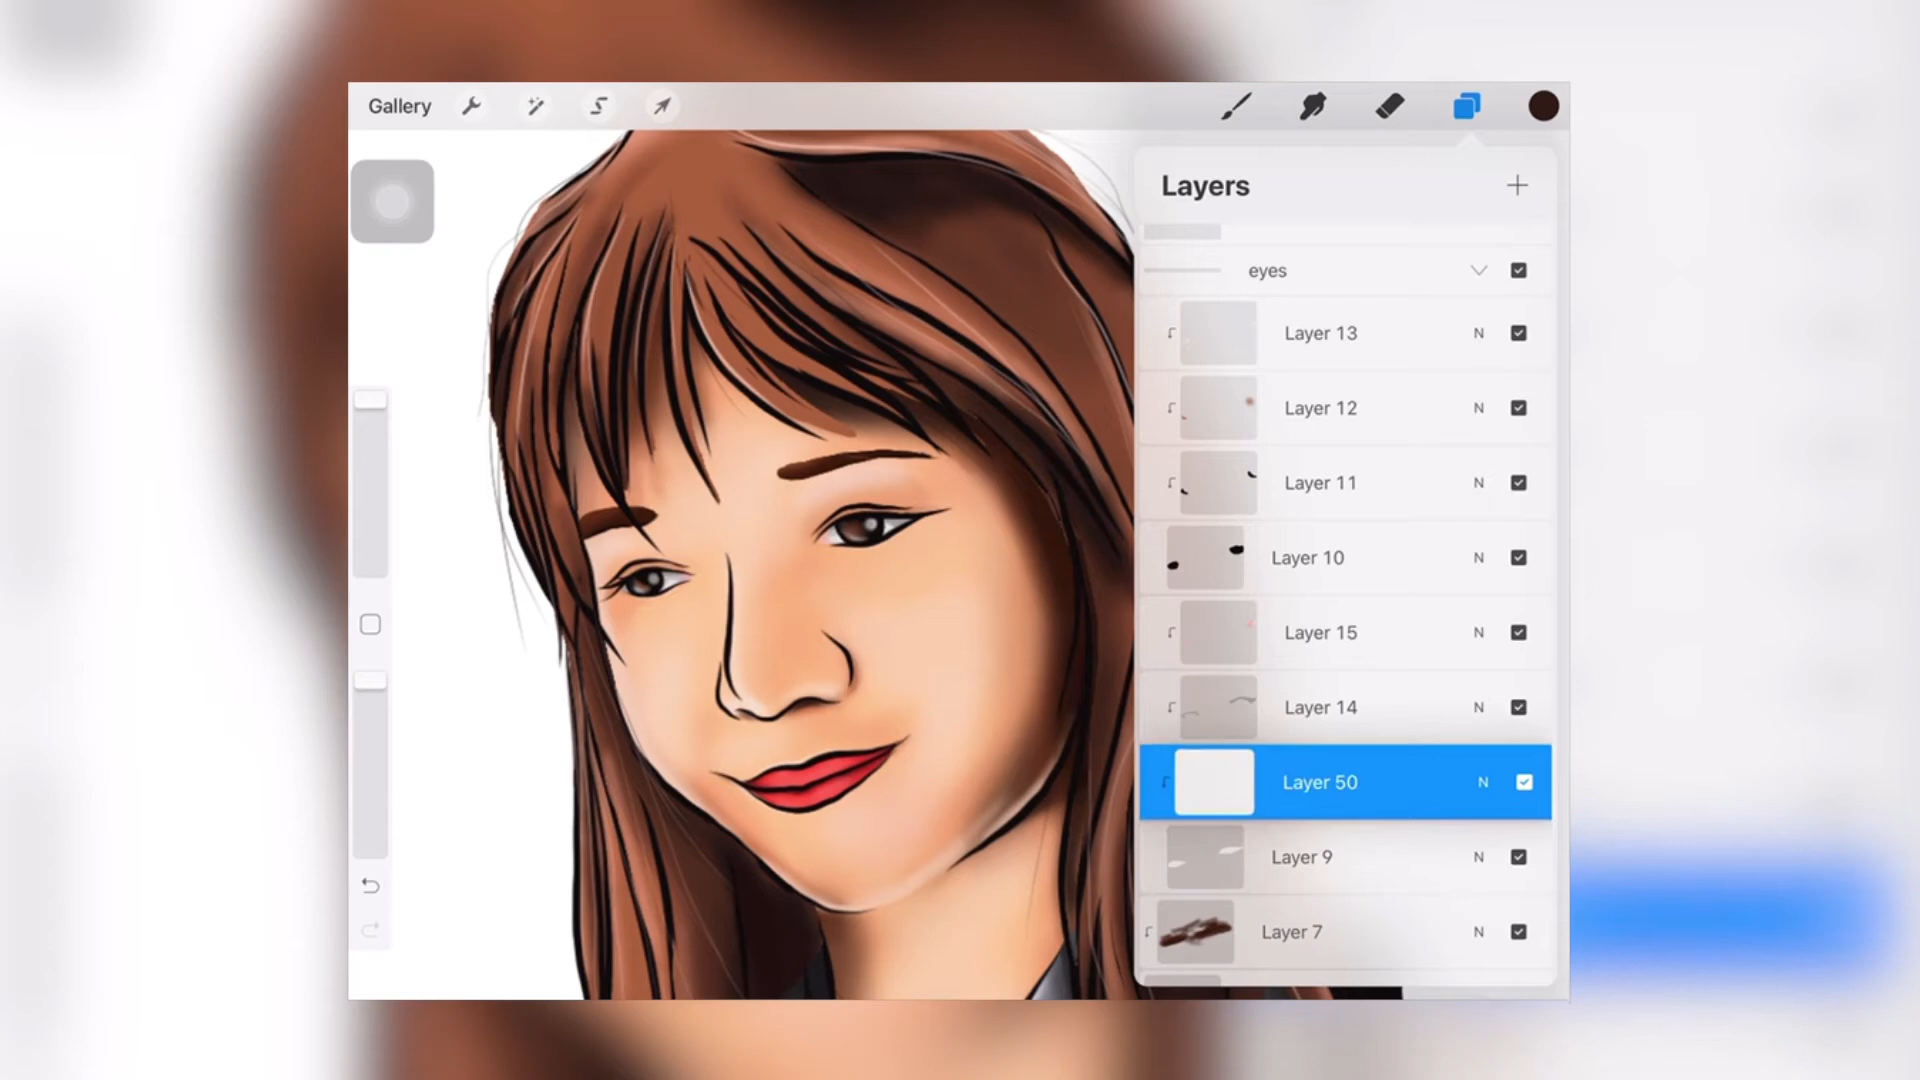 Gallery
Layers
eyes
Layer 13 N
Layer 12 N
Layer 11 N
Layer 10 N
Layer 15 N
Layer 14 N
Layer 50 N
Layer 9 N
Layer 7 N